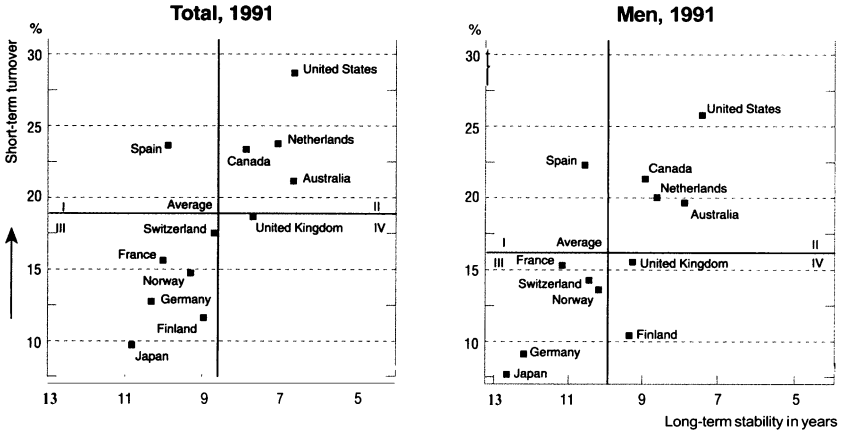 Total, 1991
%
Short-term turnover
30
25
20
15
10
United States
Spain
Netherlands
Canada
Australia
I
Average
II
III
Switzerland
United Kingdom
IV
France
Norway
Germany
Finland
Japan
13
11
9
7
5
Men, 1991
%
30
25
20
15
10
United States
Spain
Canada
Netherlands
Australia
I
Average
II
III
France
United Kingdom
IV
Switzerland
Norway
Finland
Germany
Japan
13
11
9
7
5
Long-term stability in years